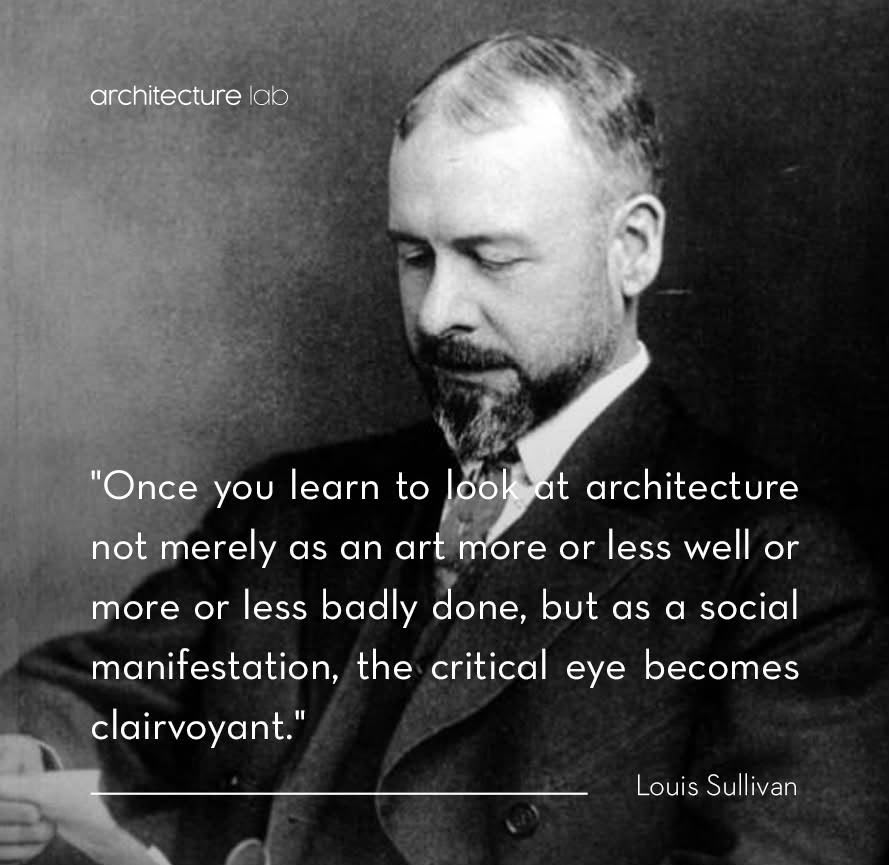 architecture lab
"Once you learn to look at architecture
not merely as an art more or less well or
more or less badly done, but as a social
manifestation, the critical eye becomes
clairvoyant."
Louis Sullivan